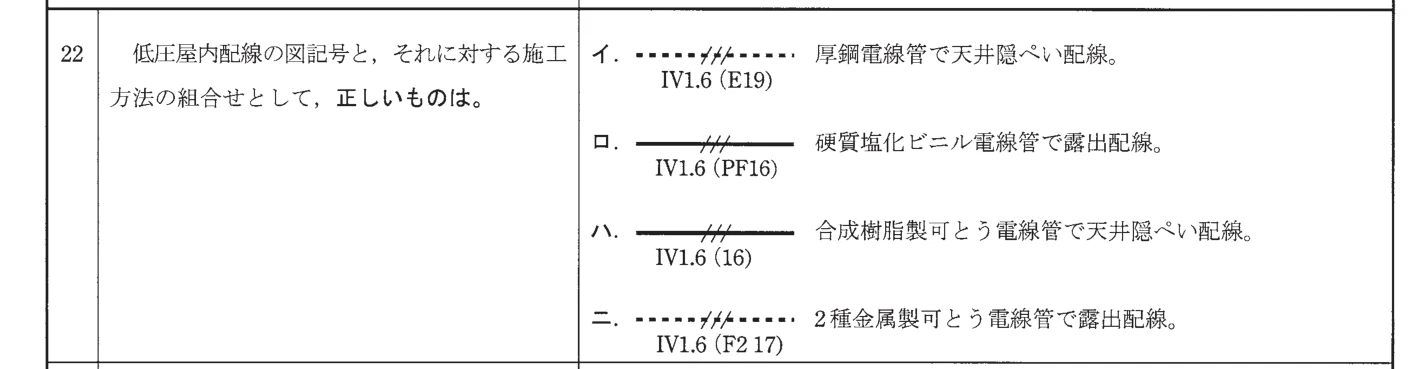 22
低圧屋内配線の図記号と，それに対する施工
方法の組合せとして，正しいものは。
イ． 厚鋼電線管で天井隠ぺい配線。
IV1.6 (E19)
ロ． 硬質塩化ビニル電線管で露出配線。
IV1.6 (PF16)
ハ． 合成樹脂製可とう電線管で天井隠ぺい配線。
IV1.6 (16)
ニ． 2種金属製可とう電線管で露出配線。
IV1.6 (F2 17)